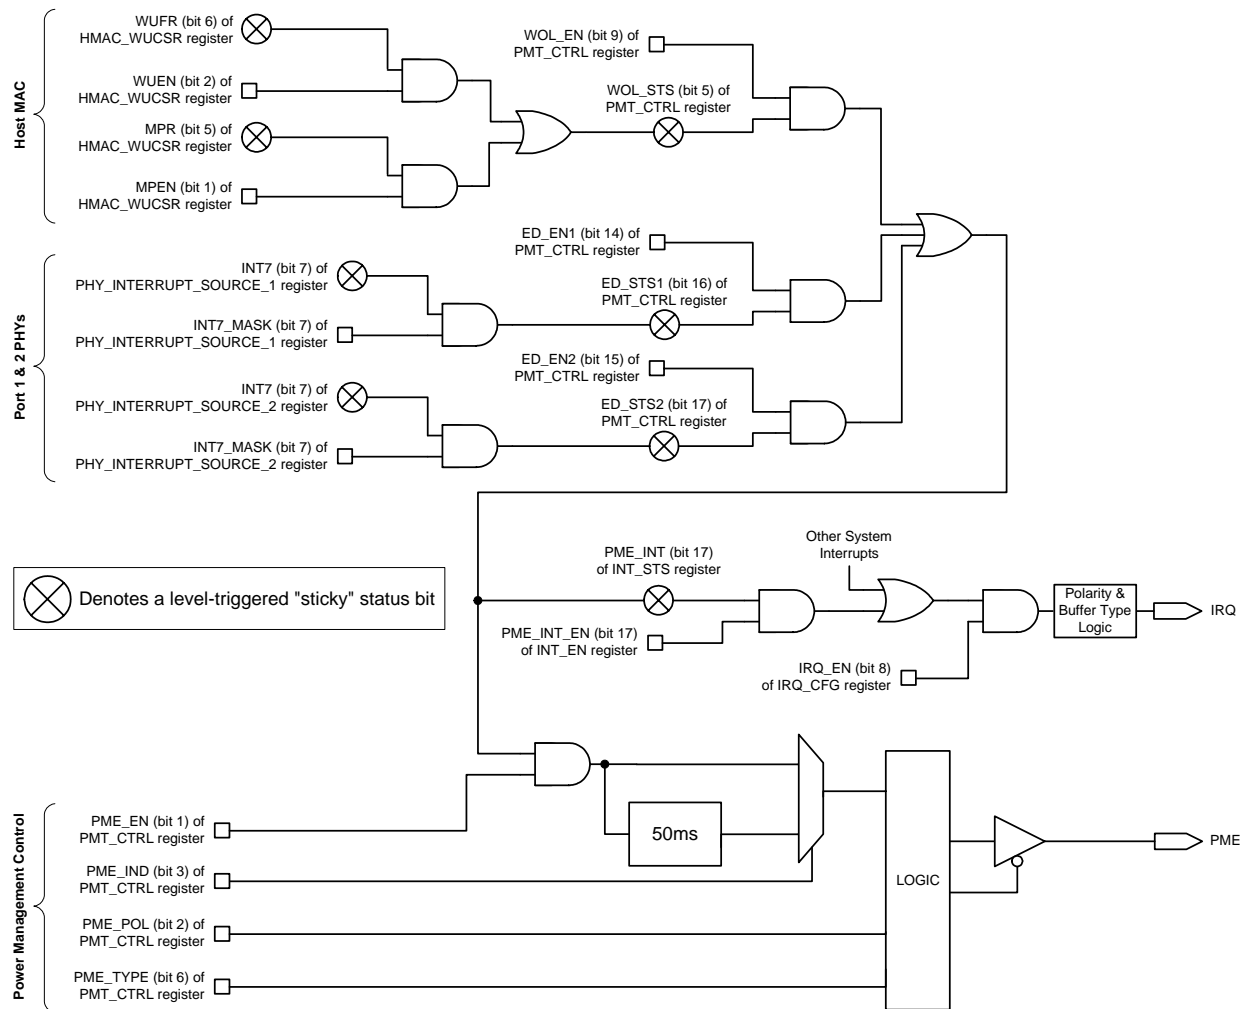 Host MAC
WUFR (bit 6) of
HMAC_WUCSR register
WUEN (bit 2) of
HMAC_WUCSR register
MPR (bit 5) of
HMAC_WUCSR register
MPEN (bit 1) of
HMAC_WUCSR register
WOL_EN (bit 9) of
PMT_CTRL register
WOL_STS (bit 5) of
PMT_CTRL register
Port 1 & 2 PHYs
INT7 (bit 7) of
PHY_INTERRUPT_SOURCE_1 register
INT7_MASK (bit 7) of
PHY_INTERRUPT_SOURCE_1 register
INT7 (bit 7) of
PHY_INTERRUPT_SOURCE_2 register
INT7_MASK (bit 7) of
PHY_INTERRUPT_SOURCE_2 register
ED_EN1 (bit 14) of
PMT_CTRL register
ED_STS1 (bit 16) of
PMT_CTRL register
ED_EN2 (bit 15) of
PMT_CTRL register
ED_STS2 (bit 17) of
PMT_CTRL register
Denotes a level-triggered "sticky" status bit
PME_INT (bit 17)
of INT_STS register
PME_INT_EN (bit 17)
of INT_EN register
Other System
Interrupts
IRQ_EN (bit 8)
of IRQ_CFG register
Polarity &
Buffer Type
Logic
IRQ
Power Management Control
PME_EN (bit 1) of
PMT_CTRL register
PME_IND (bit 3) of
PMT_CTRL register
PME_POL (bit 2) of
PMT_CTRL register
PME_TYPE (bit 6) of
PMT_CTRL register
50ms
LOGIC
PME